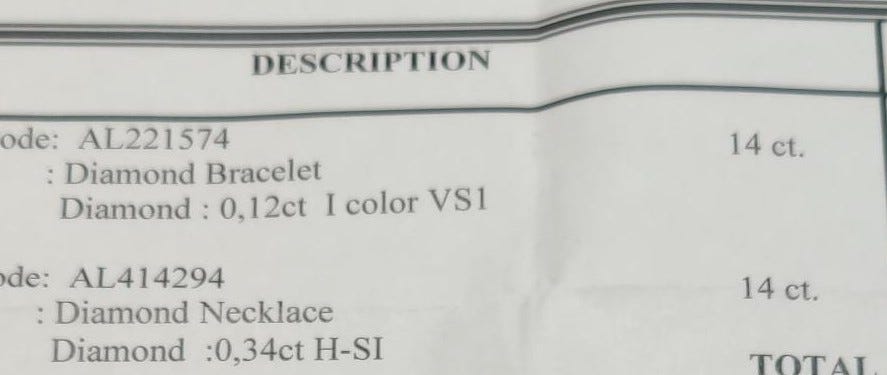 DESCRIPTION
ode: AL221574 14 ct.
: Diamond Bracelet
Diamond : 0,12ct I color VS1
ode: AL414294 14 ct.
: Diamond Necklace
Diamond :0,34ct H-SI
TOTAL